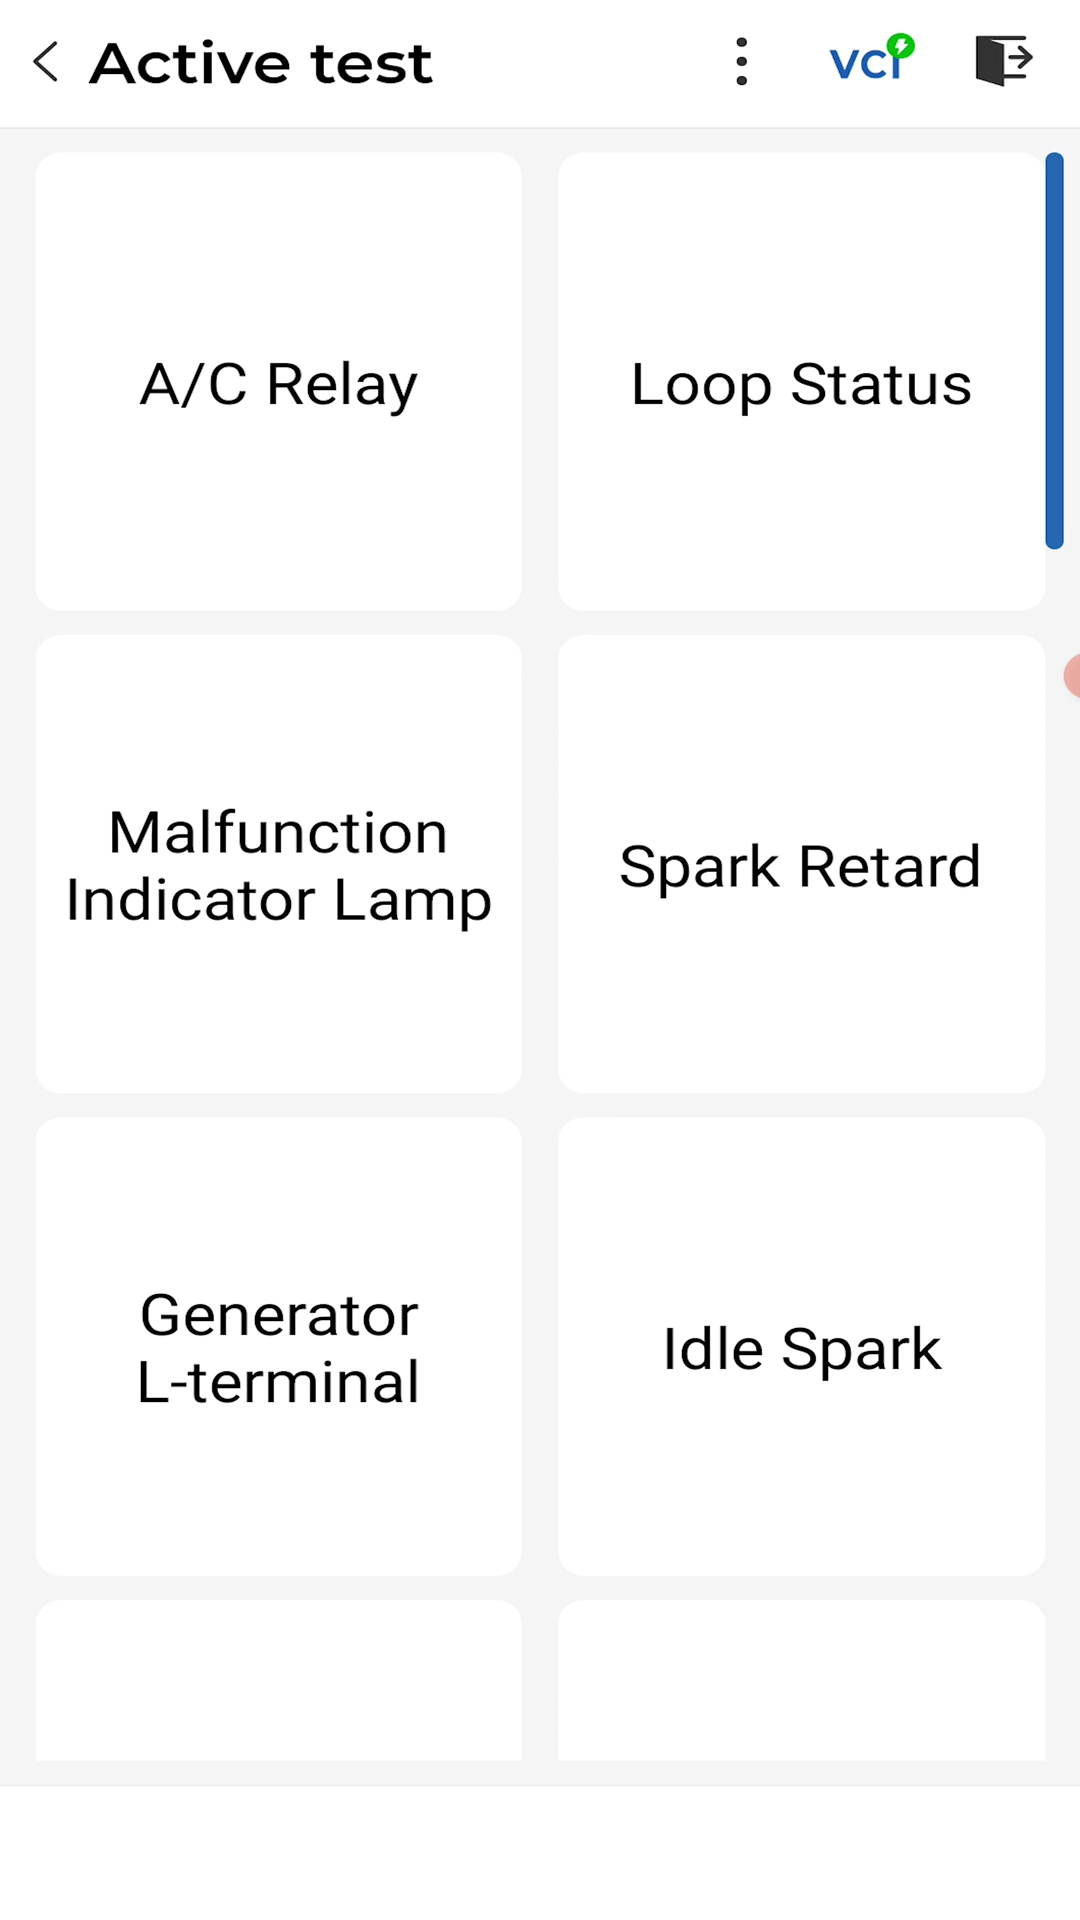 Active test
VCI
A/C Relay
Loop Status
Malfunction
Indicator Lamp
Spark Retard
Generator
L-terminal
Idle Spark